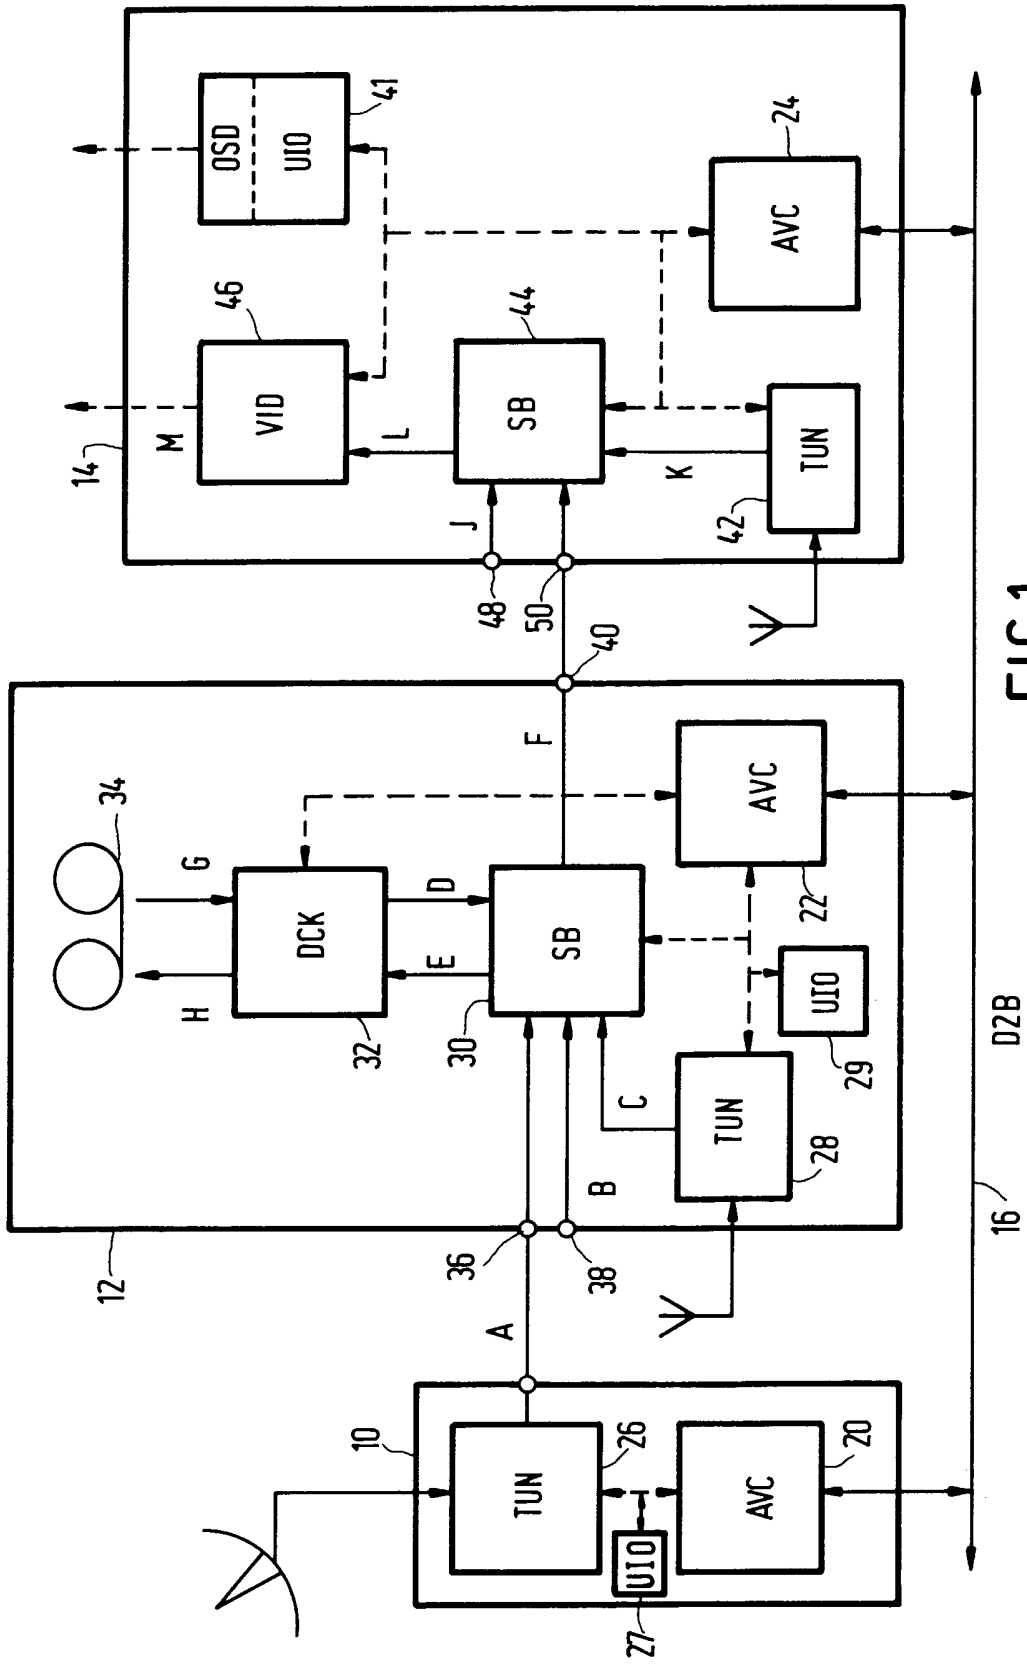 10
TUN
26
UIO
27
AVC
20
A
12
36
38
B
C
TUN
28
UIO
29
AVC
22
SB
30
E
D
DCK
32
H
G
34
F
40
14
48
50
J
K
L
M
TUN
42
SB
44
VID
46
OSD
UIO
41
AVC
24
16
D2B
FIG.1